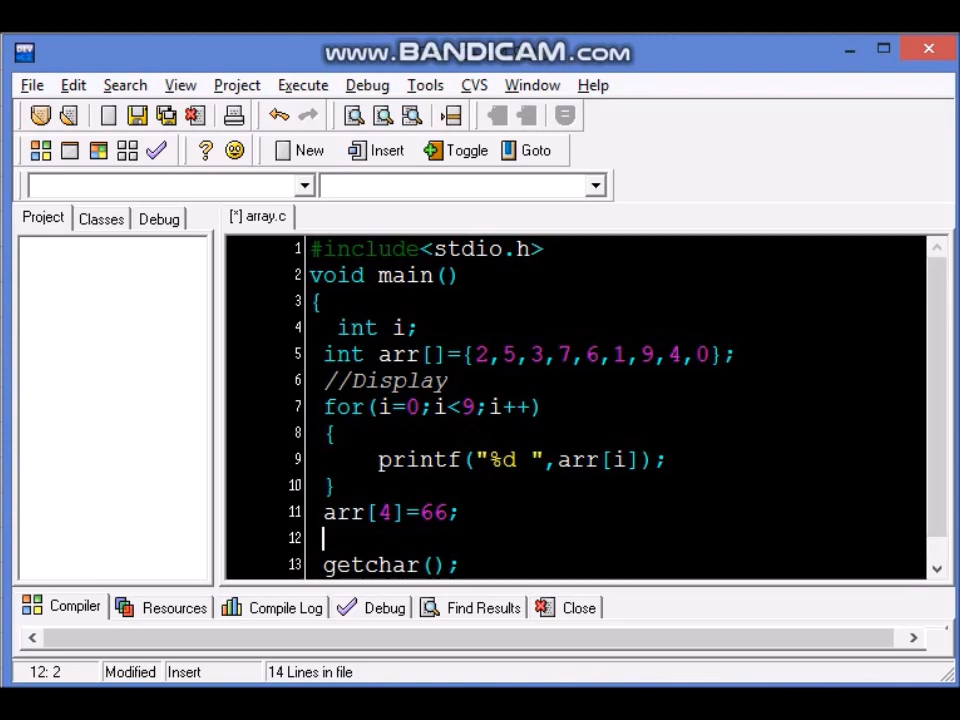 www.BANDICAM.com
DEV
File Edit Search View Project Execute Debug Tools CVS Window Help
New Insert Toggle Goto
Project Classes Debug [*] array.c
1 #include<stdio.h>
2 void main()
3 {
4 int i;
5 int arr[]={2,5,3,7,6,1,9,4,0};
6 //Display
7 for(i=0;i<9;i++)
8 {
9 printf("%d ",arr[i]);
10 }
11 arr[4]=66;
12
13 getchar();
Compiler Resources Compile Log Debug Find Results Close
12: 2 Modified Insert 14 Lines in file